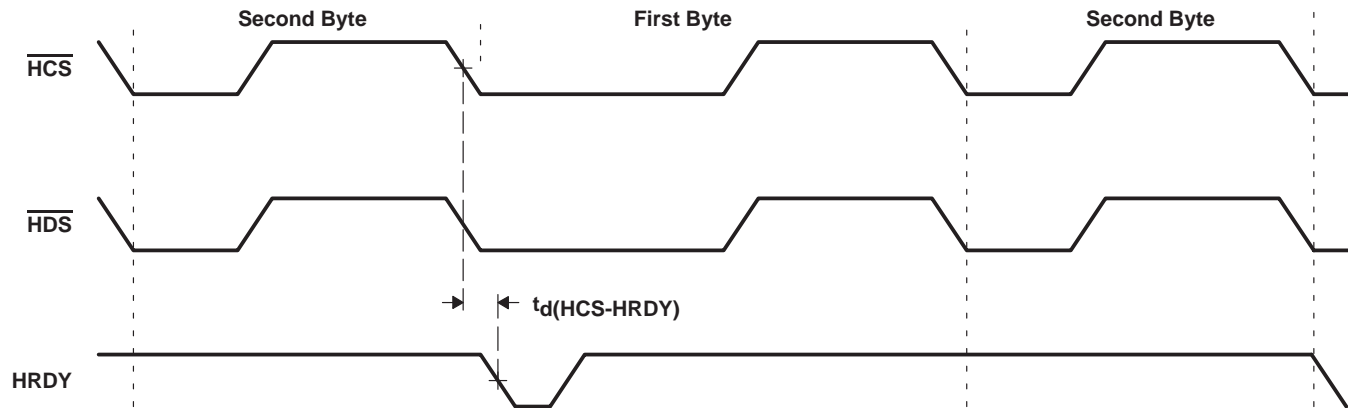 Second Byte First Byte Second Byte
HCS
HDS
td(HCS-HRDY)
HRDY